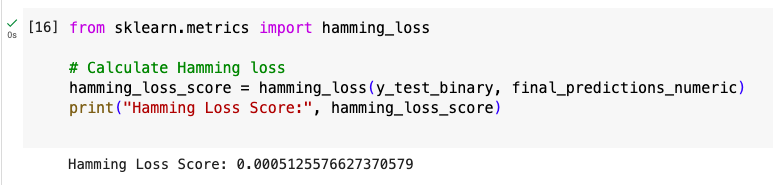 [16] from sklearn.metrics import hamming_loss
0s
# Calculate Hamming loss
hamming_loss_score = hamming_loss(y_test_binary, final_predictions_numeric)
print("Hamming Loss Score:", hamming_loss_score)
Hamming Loss Score: 0.0005125576627370579